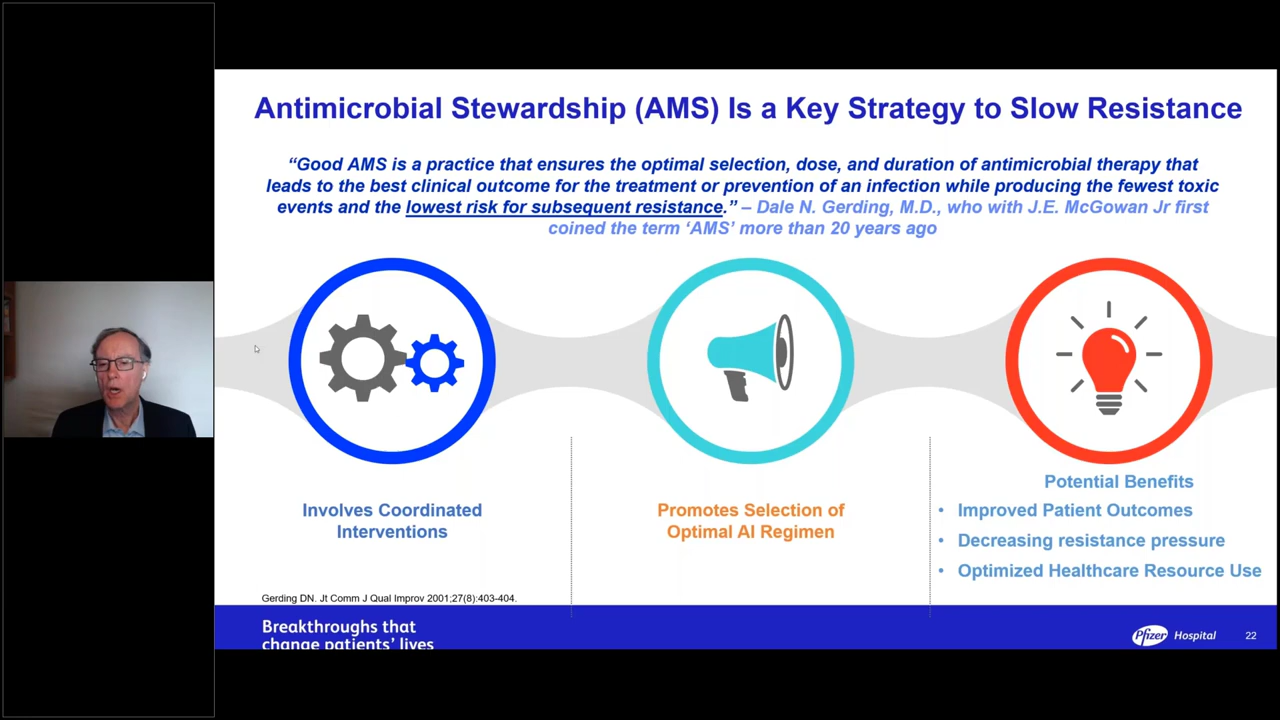 Antimicrobial Stewardship (AMS) Is a Key Strategy to Slow Resistance
“Good AMS is a practice that ensures the optimal selection, dose, and duration of antimicrobial therapy that
leads to the best clinical outcome for the treatment or prevention of an infection while producing the fewest toxic
events and the lowest risk for subsequent resistance.” – Dale N. Gerding, M.D., who with J.E. McGowan Jr first
coined the term ‘AMS’ more than 20 years ago
Involves Coordinated
Interventions
Promotes Selection of
Optimal AI Regimen
Potential Benefits
• Improved Patient Outcomes
• Decreasing resistance pressure
• Optimized Healthcare Resource Use
Gerding DN. Jt Comm J Qual Improv 2001;27(8):403-404.
Breakthroughs that
change patients’ lives
Pfizer Hospital 22